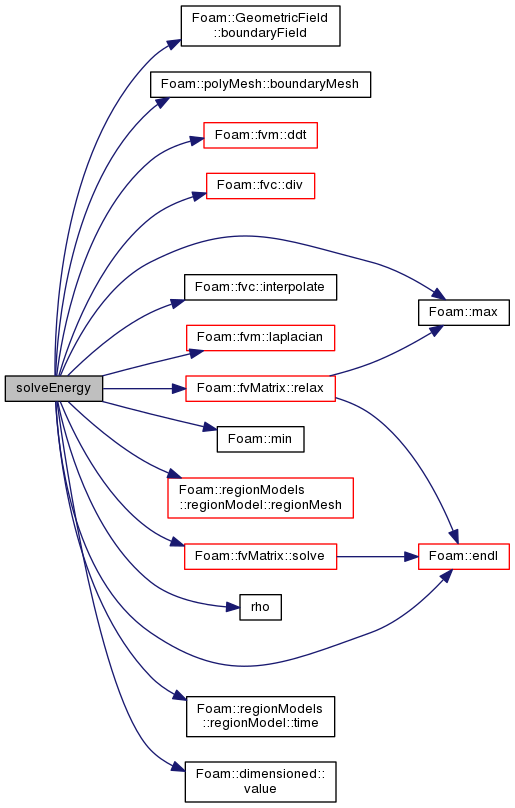 Foam::GeometricField
::boundaryField
Foam::polyMesh::boundaryMesh
Foam::fvm::ddt
Foam::fvc::div
Foam::fvc::interpolate
Foam::max
Foam::fvm::laplacian
solveEnergy
Foam::fvMatrix::relax
Foam::min
Foam::regionModels
::regionModel::regionMesh
Foam::fvMatrix::solve
Foam::endl
rho
Foam::regionModels
::regionModel::time
Foam::dimensioned::
value